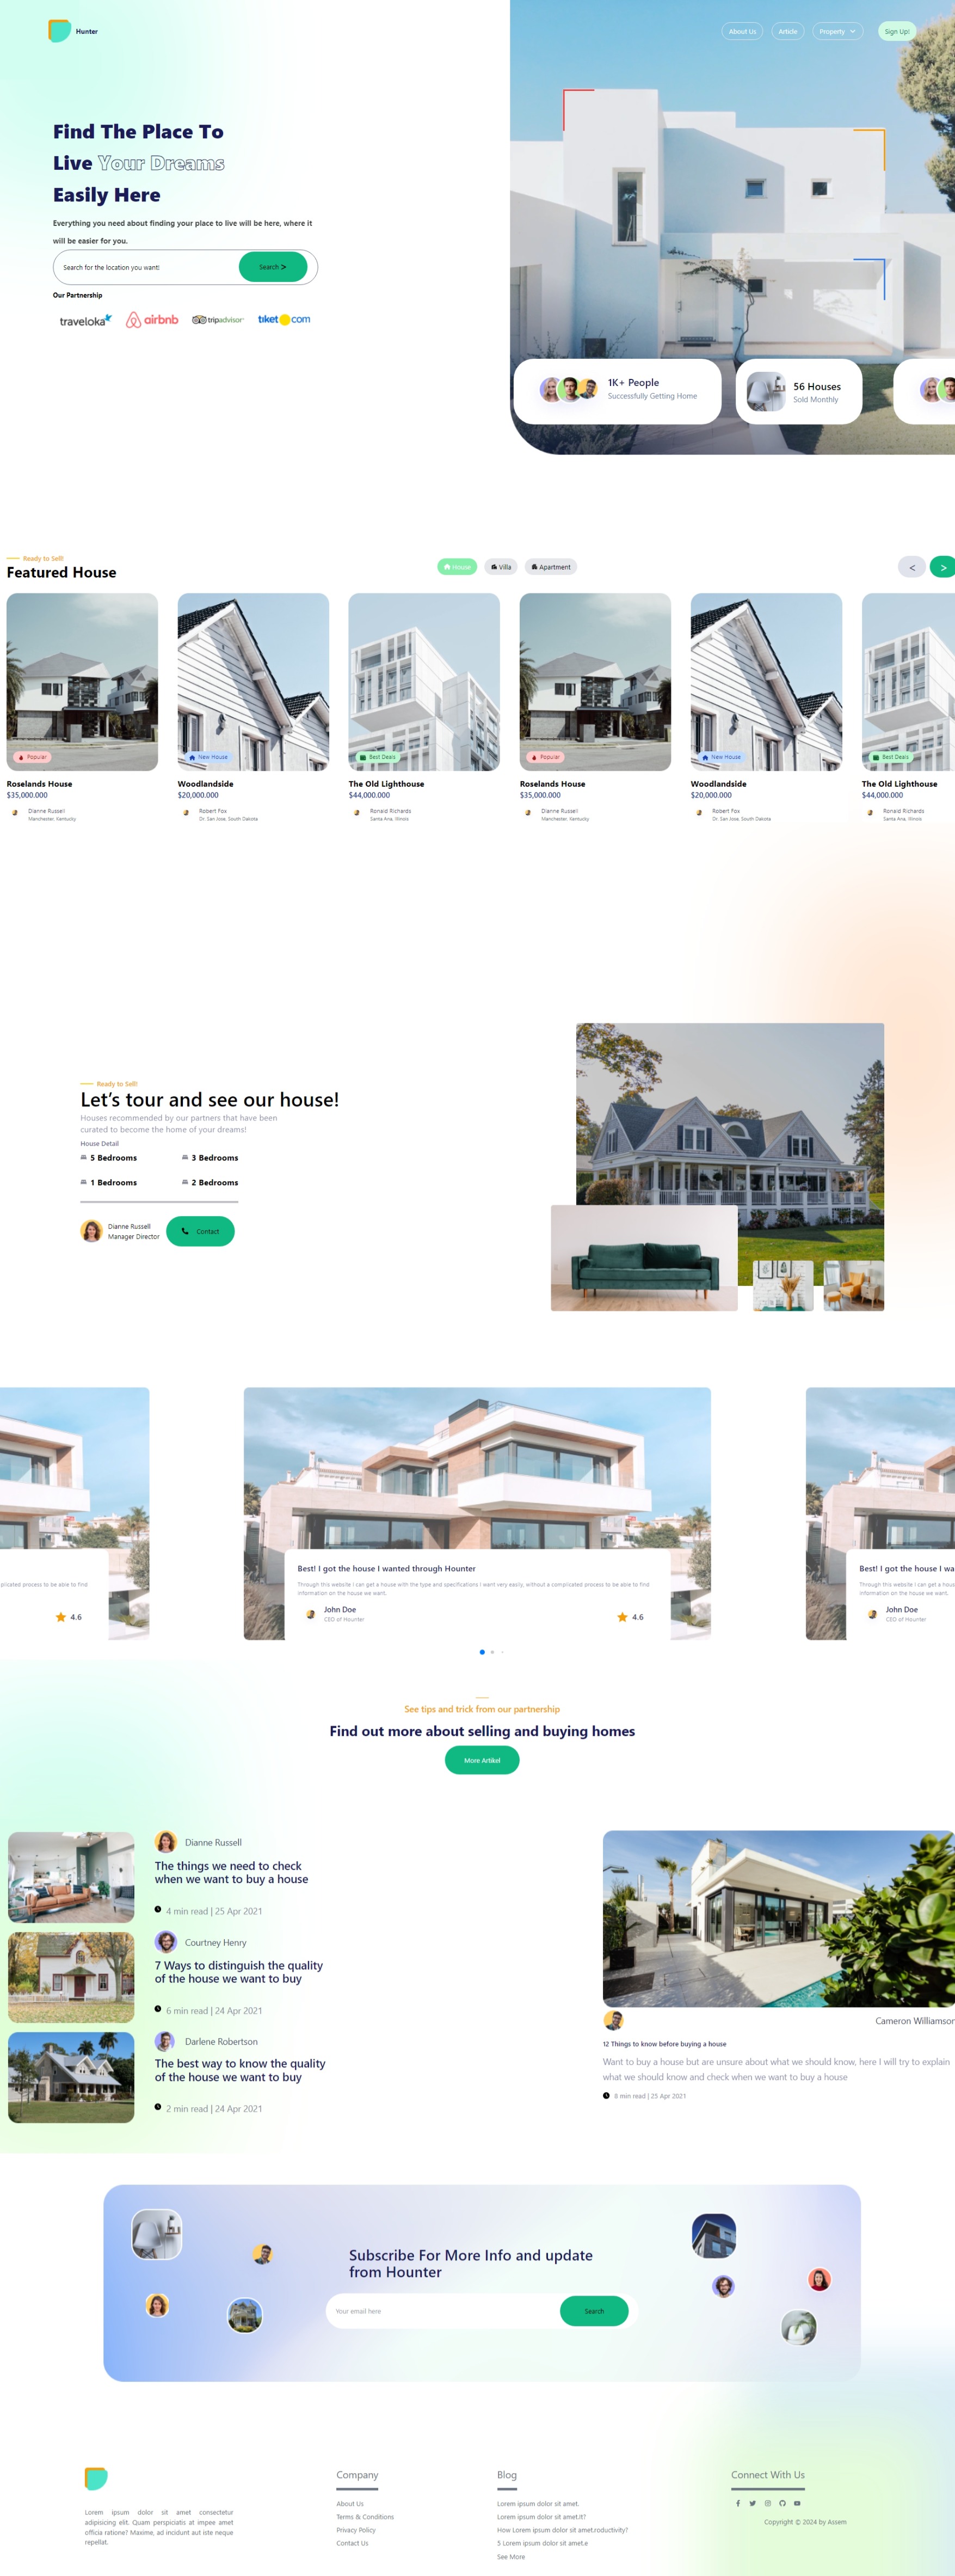 Hunter
About Us
Article
Property
Sign Up!
Find The Place To
Live Your Dreams
Easily Here
Everything you need about finding your place to live will be here, where it
will be easier for you.
Search for the location you want!
Search >
Our Partnership
traveloka
airbnb
tripadvisor
tiket.com
1K+ People
Successfully Getting Home
56 Houses
Sold Monthly
Ready to Sell!
Featured House
House
Villa
Apartment
<
>
Popular
New House
Best Deals
Popular
New House
Best Deals
Roselands House
$35,000.000
Dianne Russell
Manchester, Kentucky
Woodlandside
$20,000.000
Robert Fox
Dr. San Jose, South Dakota
The Old Lighthouse
$44,000.000
Ronald Richards
Santa Ana, Illinois
Roselands House
$35,000.000
Dianne Russell
Manchester, Kentucky
Woodlandside
$20,000.000
Robert Fox
Dr. San Jose, South Dakota
The Old Lighthouse
$44,000.000
Ronald Richards
Santa Ana, Illinois
Ready to Sell!
Let's tour and see our house!
Houses recommended by our partners that have been
curated to become the home of your dreams!
House Detail
5 Bedrooms
3 Bedrooms
1 Bedrooms
2 Bedrooms
Dianne Russell
Manager Director
Contact
plicated process to be able to find
4.6
Best! I got the house I wanted through Hounter
Through this website I can get a house with the type and specifications I want very easily, without a complicated process to be able to find
information on the house we want.
John Doe
CEO of Hounter
4.6
Best! I got the house I wa
Through this website I can get a hous
information on the house we want.
John Doe
CEO of Hounter
See tips and trick from our partnership
Find out more about selling and buying homes
More Artikel
Dianne Russell
The things we need to check
when we want to buy a house
4 min read | 25 Apr 2021
Courtney Henry
7 Ways to distinguish the quality
of the house we want to buy
6 min read | 24 Apr 2021
Darlene Robertson
The best way to know the quality
of the house we want to buy
2 min read | 24 Apr 2021
Cameron Williamson
12 Things to know before buying a house
Want to buy a house but are unsure about what we should know, here I will try to explain
what we should know and check when we want to buy a house
8 min read | 25 Apr 2021
Subscribe For More Info and update
from Hounter
Your email here
Search
Lorem ipsum dolor sit amet consectetur
adipisicing elit. Quam perspiciatis at impee amet
officia ratione? Maxime, ad incidunt aut iste neque
repellat.
Company
About Us
Terms & Conditions
Privacy Policy
Contact Us
Blog
Lorem ipsum dolor sit amet.
Lorem ipsum dolor sit amet.it?
How Lorem ipsum dolor sit amet.roductivity?
5 Lorem ipsum dolor sit amet.e
See More
Connect With Us
Copyright © 2024 by Assem